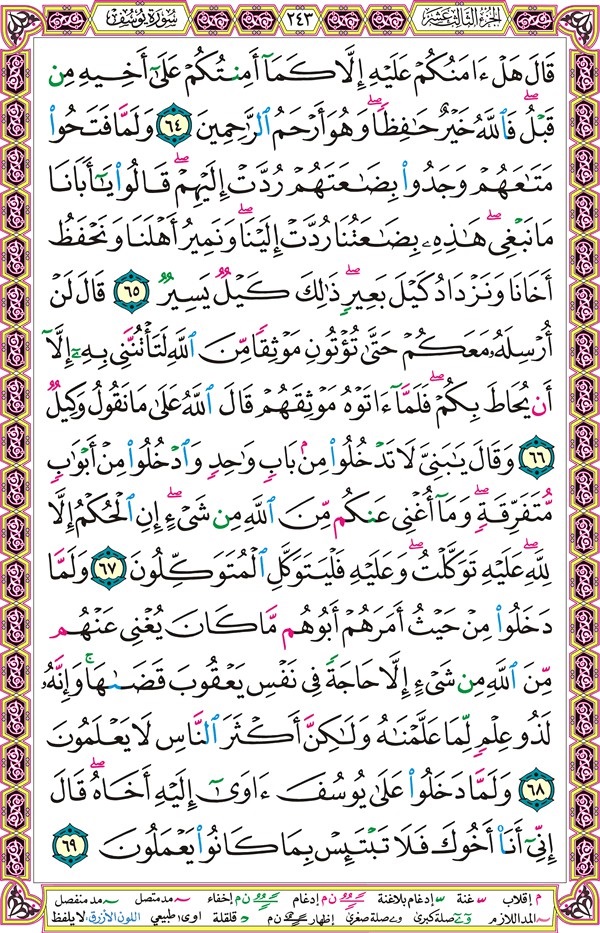 الجزء الثالث عشر
٢٤٣
سورة يوسف
قَالَ هَلْ ءَامَنُكُمْ عَلَيْهِ إِلَّا كَمَآ أَمِنتُكُمْ عَلَىٰٓ أَخِيهِ مِن
قَبْلُ ۖ فَٱللَّهُ خَيْرٌ حَـٰفِظًا ۖ وَهُوَ أَرْحَمُ ٱلرَّٰحِمِينَ ٦٤ وَلَمَّا فَتَحُوا۟
مَتَـٰعَهُمْ وَجَدُوا۟ بِضَـٰعَتَهُمْ رُدَّتْ إِلَيْهِمْ ۖ قَالُوا۟ يَـٰٓأَبَانَا
مَا نَبْغِى ۖ هَـٰذِهِۦ بِضَـٰعَتُنَا رُدَّتْ إِلَيْنَا ۖ وَنَمِيرُ أَهْلَنَا وَنَحْفَظُ
أَخَانَا وَنَزْدَادُ كَيْلَ بَعِيرٍ ۖ ذَٰلِكَ كَيْلٌ يَسِيرٌ ٦٥ قَالَ لَنْ
أُرْسِلَهُۥ مَعَكُمْ حَتَّىٰ تُؤْتُونِ مَوْثِقًا مِّنَ ٱللَّهِ لَتَأْتُنَّنِى بِهِۦٓ إِلَّآ
أَن يُحَاطَ بِكُمْ ۖ فَلَمَّآ ءَاتَوْهُ مَوْثِقَهُمْ قَالَ ٱللَّهُ عَلَىٰ مَا نَقُولُ وَكِيلٌ
٦٦ وَقَالَ يَـٰبَنِىَّ لَا تَدْخُلُوا۟ مِنۢ بَابٍ وَٰحِدٍ وَٱدْخُلُوا۟ مِنْ أَبْوَٰبٍ
مُّتَفَرِّقَةٍ ۖ وَمَآ أُغْنِى عَنكُم مِّنَ ٱللَّهِ مِن شَىْءٍ ۖ إِنِ ٱلْحُكْمُ إِلَّا
لِلَّهِ ۖ عَلَيْهِ تَوَكَّلْتُ ۖ وَعَلَيْهِ فَلْيَتَوَكَّلِ ٱلْمُتَوَكِّلُونَ ٦٧ وَلَمَّا
دَخَلُوا۟ مِنْ حَيْثُ أَمَرَهُمْ أَبُوهُم مَّا كَانَ يُغْنِى عَنْهُم
مِّنَ ٱللَّهِ مِن شَىْءٍ إِلَّا حَاجَةً فِى نَفْسِ يَعْقُوبَ قَضَىٰهَا ۚ وَإِنَّهُۥ
لَذُو عِلْمٍ لِّمَا عَلَّمْنَـٰهُ وَلَـٰكِنَّ أَكْثَرَ ٱلنَّاسِ لَا يَعْلَمُونَ
٦٨ وَلَمَّا دَخَلُوا۟ عَلَىٰ يُوسُفَ ءَاوَىٰٓ إِلَيْهِ أَخَاهُ ۖ قَالَ
إِنِّىٓ أَنَا۠ أَخُوكَ فَلَا تَبْتَئِسْ بِمَا كَانُوا۟ يَعْمَلُونَ ٦٩
م إقلاب غنة إدغام بلاغنة ن م إدغام ن م إخفاء مد متصل مد منفصل
المد اللازم صلة كبرى صلة صغرى إظهار ن م قلقلة اوى طبيعي اللون الأزرق: لا يلفظ